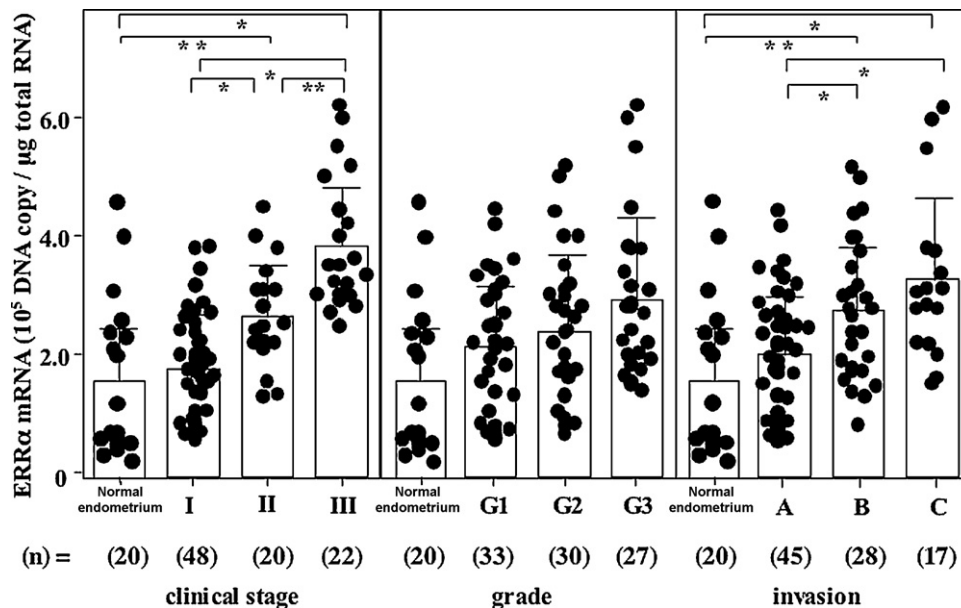 ERRα mRNA (10⁵ DNA copy / µg total RNA)
*
* *
*
* **
*
* *
*
*
6.0
4.0
2.0
0
Normal endometrium I II III
Normal endometrium G1 G2 G3
Normal endometrium A B C
(n) = (20) (48) (20) (22) (20) (33) (30) (27) (20) (45) (28) (17)
clinical stage grade invasion